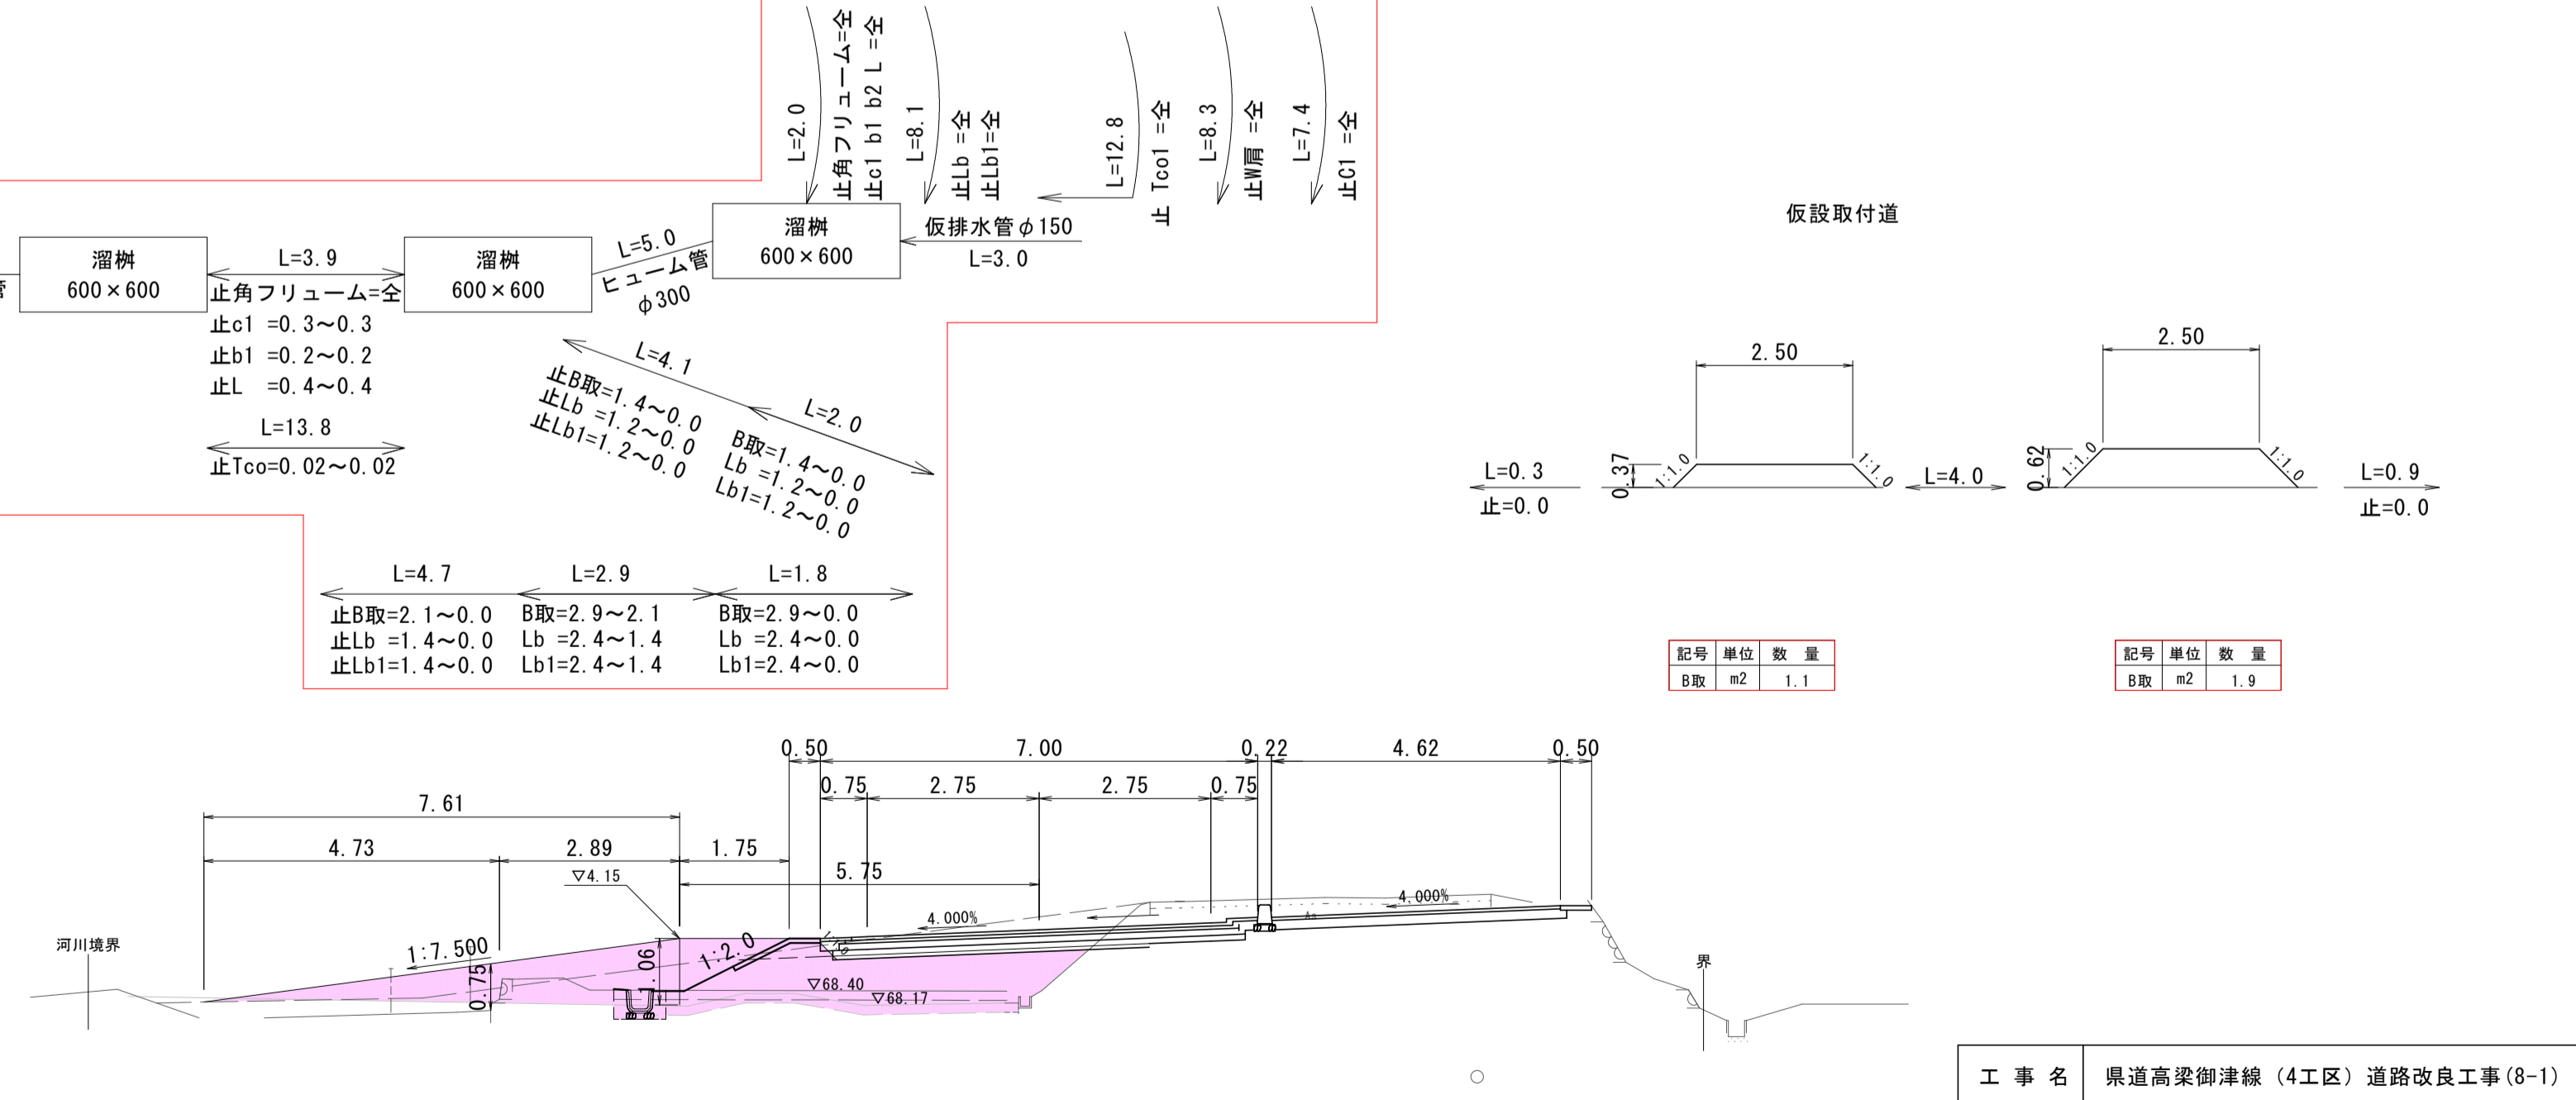 L=2.0
止角フリューム=全
止c1 b1 b2 L =全
L=8.1
止Lb =全
止Lb1=全
L=12.8
止 Tco1 =全
L=8.3
止W肩 =全
L=7.4
止C1 =全
溜桝
600×600
L=3.9
止角フリューム=全
止c1 =0.3～0.3
止b1 =0.2～0.2
止L =0.4～0.4
L=13.8
止Tco=0.02～0.02
溜桝
600×600
L=5.0
ヒューム管
φ300
溜桝
600×600
仮排水管φ150
L=3.0
L=4.1
止B取=1.4～0.0
止Lb =1.2～0.0
止Lb1=1.2～0.0
L=2.0
B取=1.4～0.0
Lb =1.2～0.0
Lb1=1.2～0.0
L=4.7
止B取=2.1～0.0
止Lb =1.4～0.0
止Lb1=1.4～0.0
L=2.9
B取=2.9～2.1
Lb =2.4～1.4
Lb1=2.4～1.4
L=1.8
B取=2.9～0.0
Lb =2.4～0.0
Lb1=2.4～0.0
仮設取付道
2.50
L=0.3
止=0.0
0.37
1:1.0
1:1.0
L=4.0
2.50
0.62
1:1.0
1:1.0
L=0.9
止=0.0
記号 単位 数 量
B取 m2 1.1
記号 単位 数 量
B取 m2 1.9
0.50 7.00 0.22 4.62 0.50
0.75 2.75 2.75 0.75
7.61
4.73 2.89 1.75
5.75
▽4.15
4.000%
4.000%
河川境界
1:7.500
0.75
1.06
1:2.0
▽68.40
▽68.17
界
工 事 名 県道高梁御津線（4工区）道路改良工事(8-1)